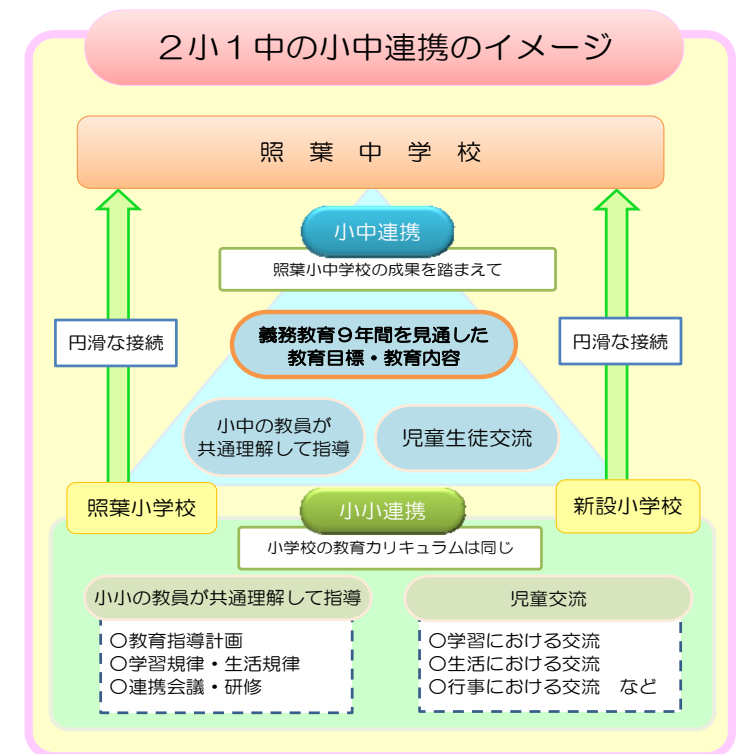 ２小１中の小中連携のイメージ
照葉中学校
小中連携
照葉小中学校の成果を踏まえて
円滑な接続
義務教育９年間を見通した
教育目標・教育内容
円滑な接続
小中の教員が
共通理解して指導
児童生徒交流
照葉小学校
小小連携
新設小学校
小学校の教育カリキュラムは同じ
小小の教員が共通理解して指導
〇教育指導計画
〇学習規律・生活規律
〇連携会議・研修
児童交流
〇学習における交流
〇生活における交流
〇行事における交流　など